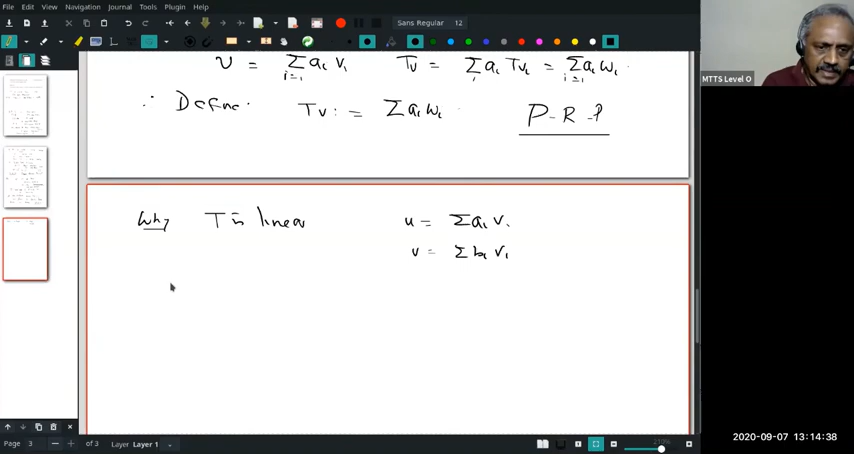 File Edit View Navigation Journal Tools Plugin Help
Sans Regular 12
v = Σ aᵢ vᵢ Tv = Σ aᵢ Tvᵢ = Σ aᵢ wᵢ .
i=1 i i=1
∴ Define. Tv := Σ aᵢ wᵢ . P-R-P
Why T is linear u = Σ aᵢ vᵢ
v = Σ bᵢ vᵢ
MTTS Level O
Page 3 of 3 Layer Layer 1 210%
2020-09-07 13:14:38